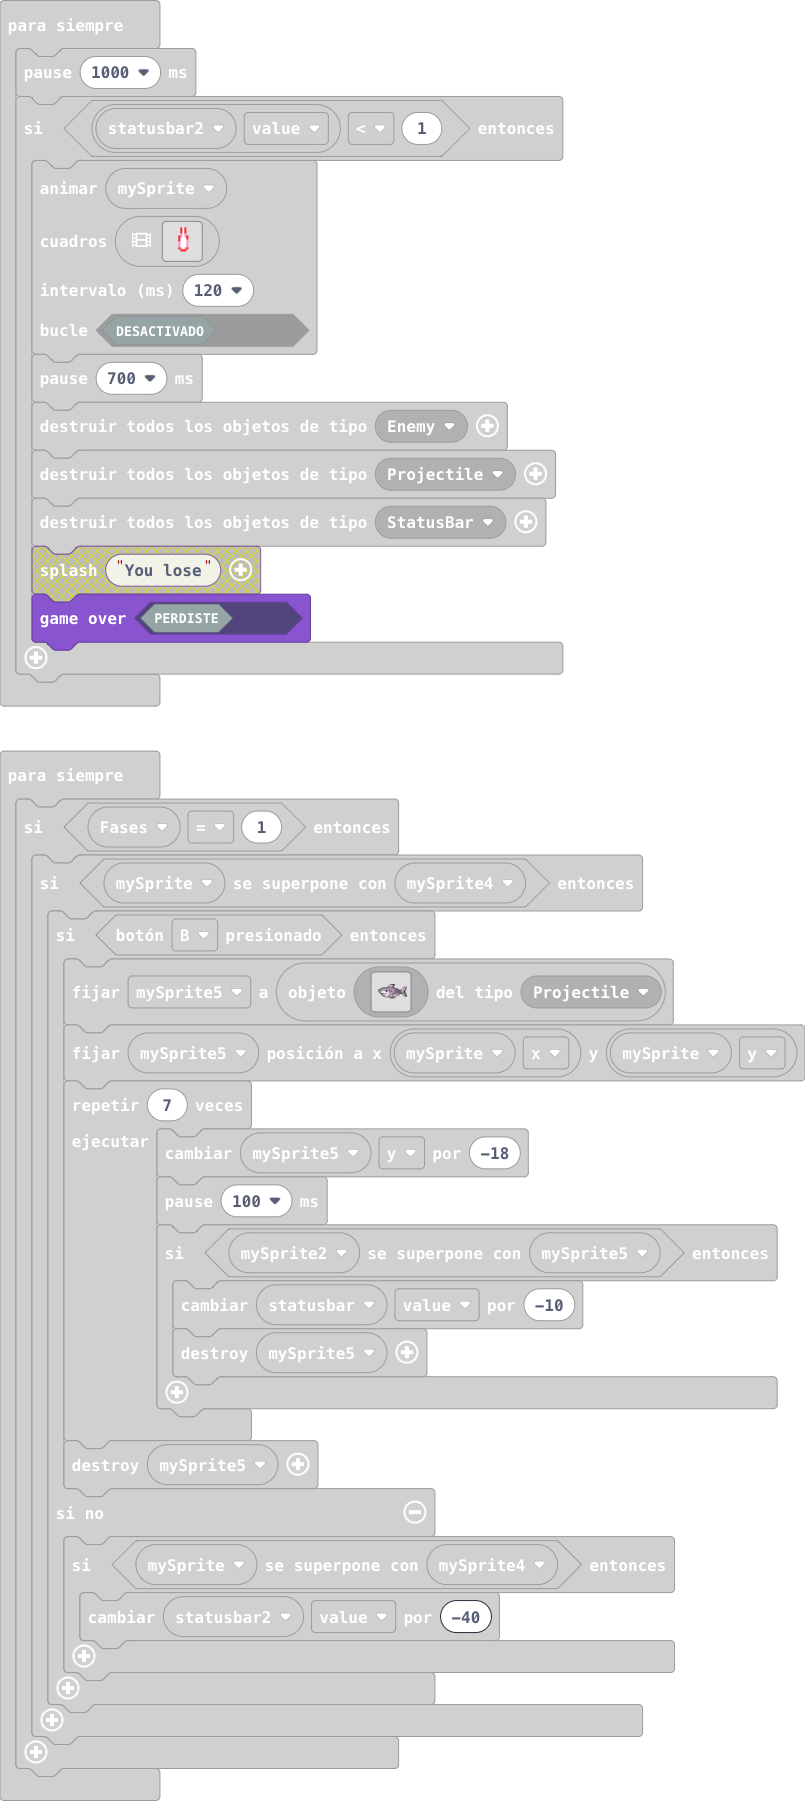 para siempre
pause 1000 ms
si statusbar2 value < 1 entonces
animar mySprite
cuadros
intervalo (ms) 120
bucle DESACTIVADO
pause 700 ms
destruir todos los objetos de tipo Enemy
destruir todos los objetos de tipo Projectile
destruir todos los objetos de tipo StatusBar
splash "You lose"
game over PERDISTE
para siempre
si Fases = 1 entonces
si mySprite se superpone con mySprite4 entonces
si botón B presionado entonces
fijar mySprite5 a objeto del tipo Projectile
fijar mySprite5 posición a x mySprite x y mySprite y
repetir 7 veces
ejecutar
cambiar mySprite5 y por -18
pause 100 ms
si mySprite2 se superpone con mySprite5 entonces
cambiar statusbar value por -10
destroy mySprite5
destroy mySprite5
si no
si mySprite se superpone con mySprite4 entonces
cambiar statusbar2 value por -40